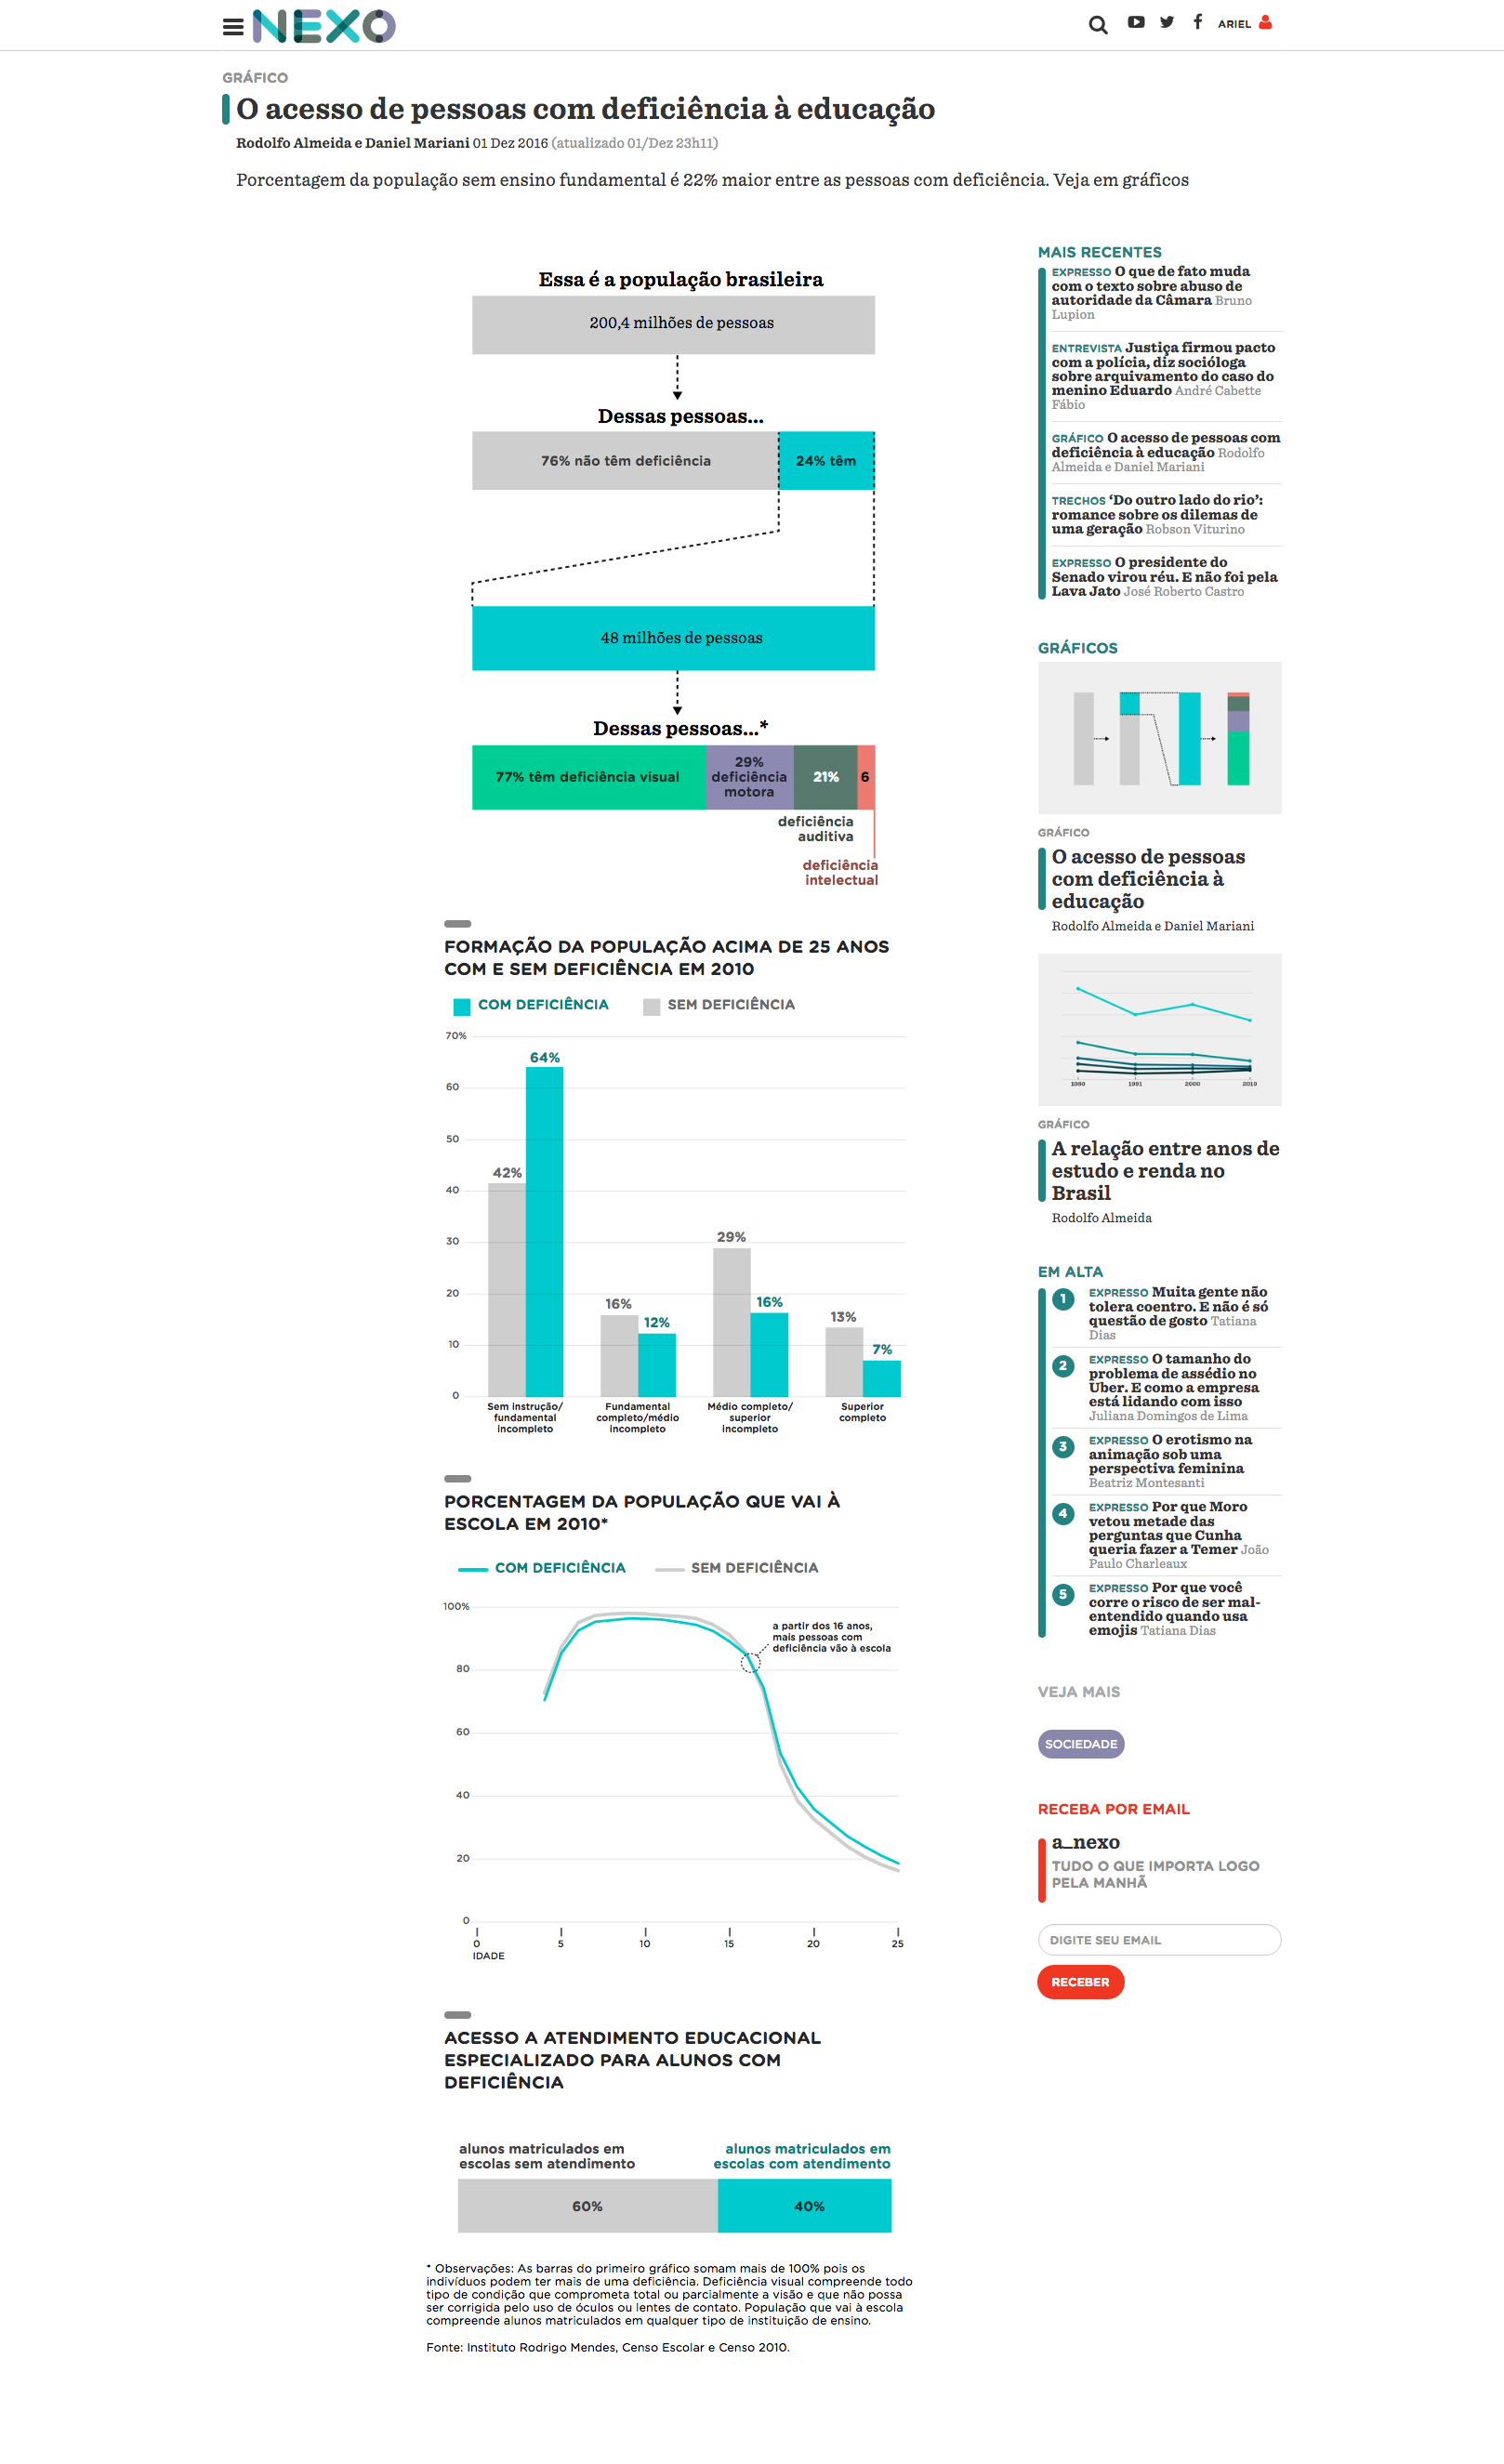 NEXO
ARIEL
GRÁFICO
O acesso de pessoas com deficiência à educação
Rodolfo Almeida e Daniel Mariani 01 Dez 2016 (atualizado 01/Dez 23h11)
Porcentagem da população sem ensino fundamental é 22% maior entre as pessoas com deficiência. Veja em gráficos
Essa é a população brasileira
200,4 milhões de pessoas
Dessas pessoas...
76% não têm deficiência
24% têm
48 milhões de pessoas
Dessas pessoas...*
77% têm deficiência visual
29%
deficiência
motora
21%
6
deficiência
auditiva
deficiência
intelectual
FORMAÇÃO DA POPULAÇÃO ACIMA DE 25 ANOS
COM E SEM DEFICIÊNCIA EM 2010
COM DEFICIÊNCIA
SEM DEFICIÊNCIA
70%
60
50
40
30
20
10
0
42%
64%
16%
12%
29%
16%
13%
7%
Sem instrução/
fundamental
incompleto
Fundamental
completo/médio
incompleto
Médio completo/
superior
incompleto
Superior
completo
PORCENTAGEM DA POPULAÇÃO QUE VAI À
ESCOLA EM 2010*
COM DEFICIÊNCIA
SEM DEFICIÊNCIA
100%
80
60
40
20
0
a partir dos 16 anos,
mais pessoas com
deficiência vão à escola
0
5
10
15
20
25
IDADE
ACESSO A ATENDIMENTO EDUCACIONAL
ESPECIALIZADO PARA ALUNOS COM
DEFICIÊNCIA
alunos matriculados em
escolas sem atendimento
alunos matriculados em
escolas com atendimento
60%
40%
* Observações: As barras do primeiro gráfico somam mais de 100% pois os
indivíduos podem ter mais de uma deficiência. Deficiência visual compreende todo
tipo de condição que comprometa total ou parcialmente a visão e que não possa
ser corrigida pelo uso de óculos ou lentes de contato. População que vai à escola
compreende alunos matriculados em qualquer tipo de instituição de ensino.
Fonte: Instituto Rodrigo Mendes, Censo Escolar e Censo 2010.
MAIS RECENTES
EXPRESSO O que de fato muda
com o texto sobre abuso de
autoridade da Câmara Bruno
Lupion
ENTREVISTA Justiça firmou pacto
com a polícia, diz socióloga
sobre arquivamento do caso do
menino Eduardo André Cabette
Fábio
GRÁFICO O acesso de pessoas com
deficiência à educação Rodolfo
Almeida e Daniel Mariani
TRECHOS ‘Do outro lado do rio’:
romance sobre os dilemas de
uma geração Robson Viturino
EXPRESSO O presidente do
Senado virou réu. E não foi pela
Lava Jato José Roberto Castro
GRÁFICOS
GRÁFICO
O acesso de pessoas
com deficiência à
educação
Rodolfo Almeida e Daniel Mariani
1980
1991
2000
2010
GRÁFICO
A relação entre anos de
estudo e renda no
Brasil
Rodolfo Almeida
EM ALTA
1
EXPRESSO Muita gente não
tolera coentro. E não é só
questão de gosto Tatiana
Dias
2
EXPRESSO O tamanho do
problema de assédio no
Uber. E como a empresa
está lidando com isso
Juliana Domingos de Lima
3
EXPRESSO O erotismo na
animação sob uma
perspectiva feminina
Beatriz Montesanti
4
EXPRESSO Por que Moro
vetou metade das
perguntas que Cunha
queria fazer a Temer João
Paulo Charleaux
5
EXPRESSO Por que você
corre o risco de ser mal-
entendido quando usa
emojis Tatiana Dias
VEJA MAIS
SOCIEDADE
RECEBA POR EMAIL
a_nexo
TUDO O QUE IMPORTA LOGO
PELA MANHÃ
DIGITE SEU EMAIL
RECEBER